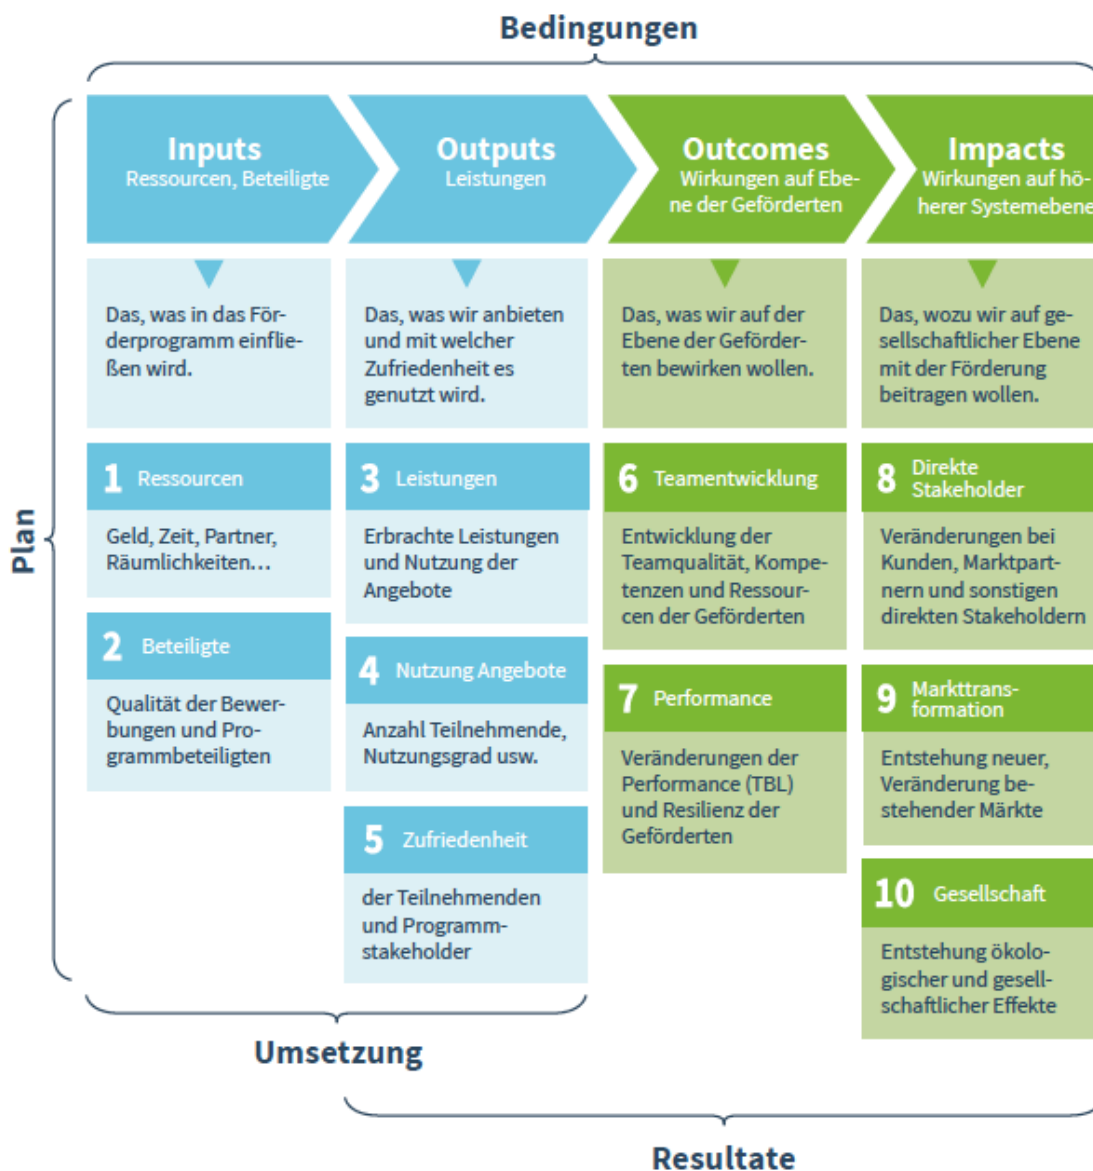 Bedingungen
Plan
Inputs
Ressourcen, Beteiligte
Das, was in das För-
derprogramm einflie-
ßen wird.
1 Ressourcen
Geld, Zeit, Partner,
Räumlichkeiten...
2 Beteiligte
Qualität der Bewer-
bungen und Pro-
grammbeteiligten
Outputs
Leistungen
Das, was wir anbieten
und mit welcher
Zufriedenheit es
genutzt wird.
3 Leistungen
Erbrachte Leistungen
und Nutzung der
Angebote
4 Nutzung Angebote
Anzahl Teilnehmende,
Nutzungsgrad usw.
5 Zufriedenheit
der Teilnehmenden
und Programm-
stakeholder
Outcomes
Wirkungen auf Ebe-
ne der Geförderten
Das, was wir auf der
Ebene der Geförder-
ten bewirken wollen.
6 Teamentwicklung
Entwicklung der
Teamqualität, Kompe-
tenzen und Ressour-
cen der Geförderten
7 Performance
Veränderungen der
Performance (TBL)
und Resilienz der
Geförderten
Impacts
Wirkungen auf hö-
herer Systemebene
Das, wozu wir auf ge-
sellschaftlicher Ebene
mit der Förderung
beitragen wollen.
8 Direkte
Stakeholder
Veränderungen bei
Kunden, Marktpart-
nern und sonstigen
direkten Stakeholdern
9 Markttrans-
formation
Entstehung neuer,
Veränderung be-
stehender Märkte
10 Gesellschaft
Entstehung ökolo-
gischer und gesell-
schaftlicher Effekte
Umsetzung
Resultate